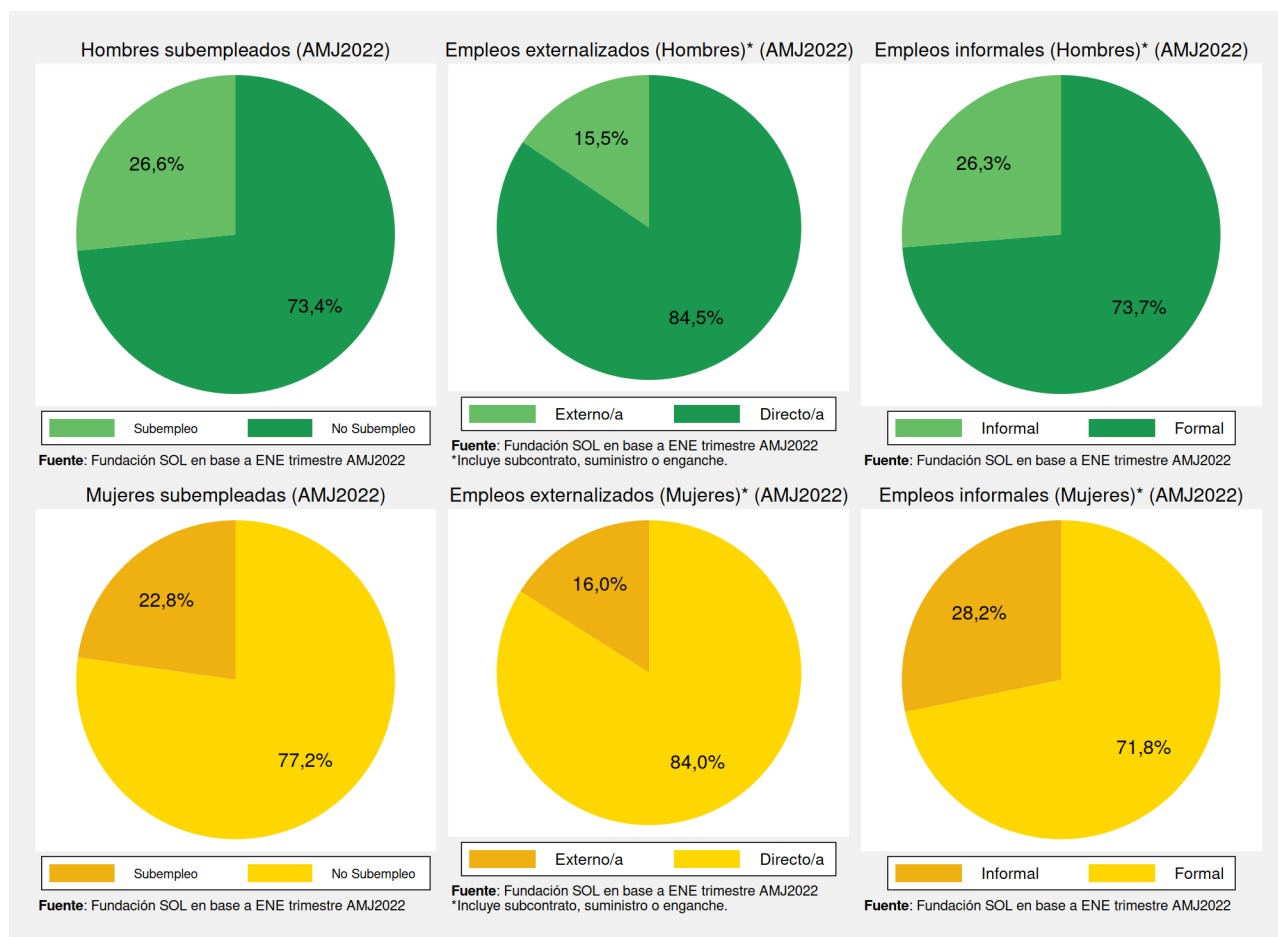 Hombres subempleados (AMJ2022)
26,6%
73,4%
Subempleo No Subempleo
Fuente: Fundación SOL en base a ENE trimestre AMJ2022
Empleos externalizados (Hombres)* (AMJ2022)
15,5%
84,5%
Externo/a Directo/a
Fuente: Fundación SOL en base a ENE trimestre AMJ2022
*Incluye subcontrato, suministro o enganche.
Empleos informales (Hombres)* (AMJ2022)
26,3%
73,7%
Informal Formal
Fuente: Fundación SOL en base a ENE trimestre AMJ2022
Mujeres subempleadas (AMJ2022)
22,8%
77,2%
Subempleo No Subempleo
Fuente: Fundación SOL en base a ENE trimestre AMJ2022
Empleos externalizados (Mujeres)* (AMJ2022)
16,0%
84,0%
Externo/a Directo/a
Fuente: Fundación SOL en base a ENE trimestre AMJ2022
*Incluye subcontrato, suministro o enganche.
Empleos informales (Mujeres)* (AMJ2022)
28,2%
71,8%
Informal Formal
Fuente: Fundación SOL en base a ENE trimestre AMJ2022